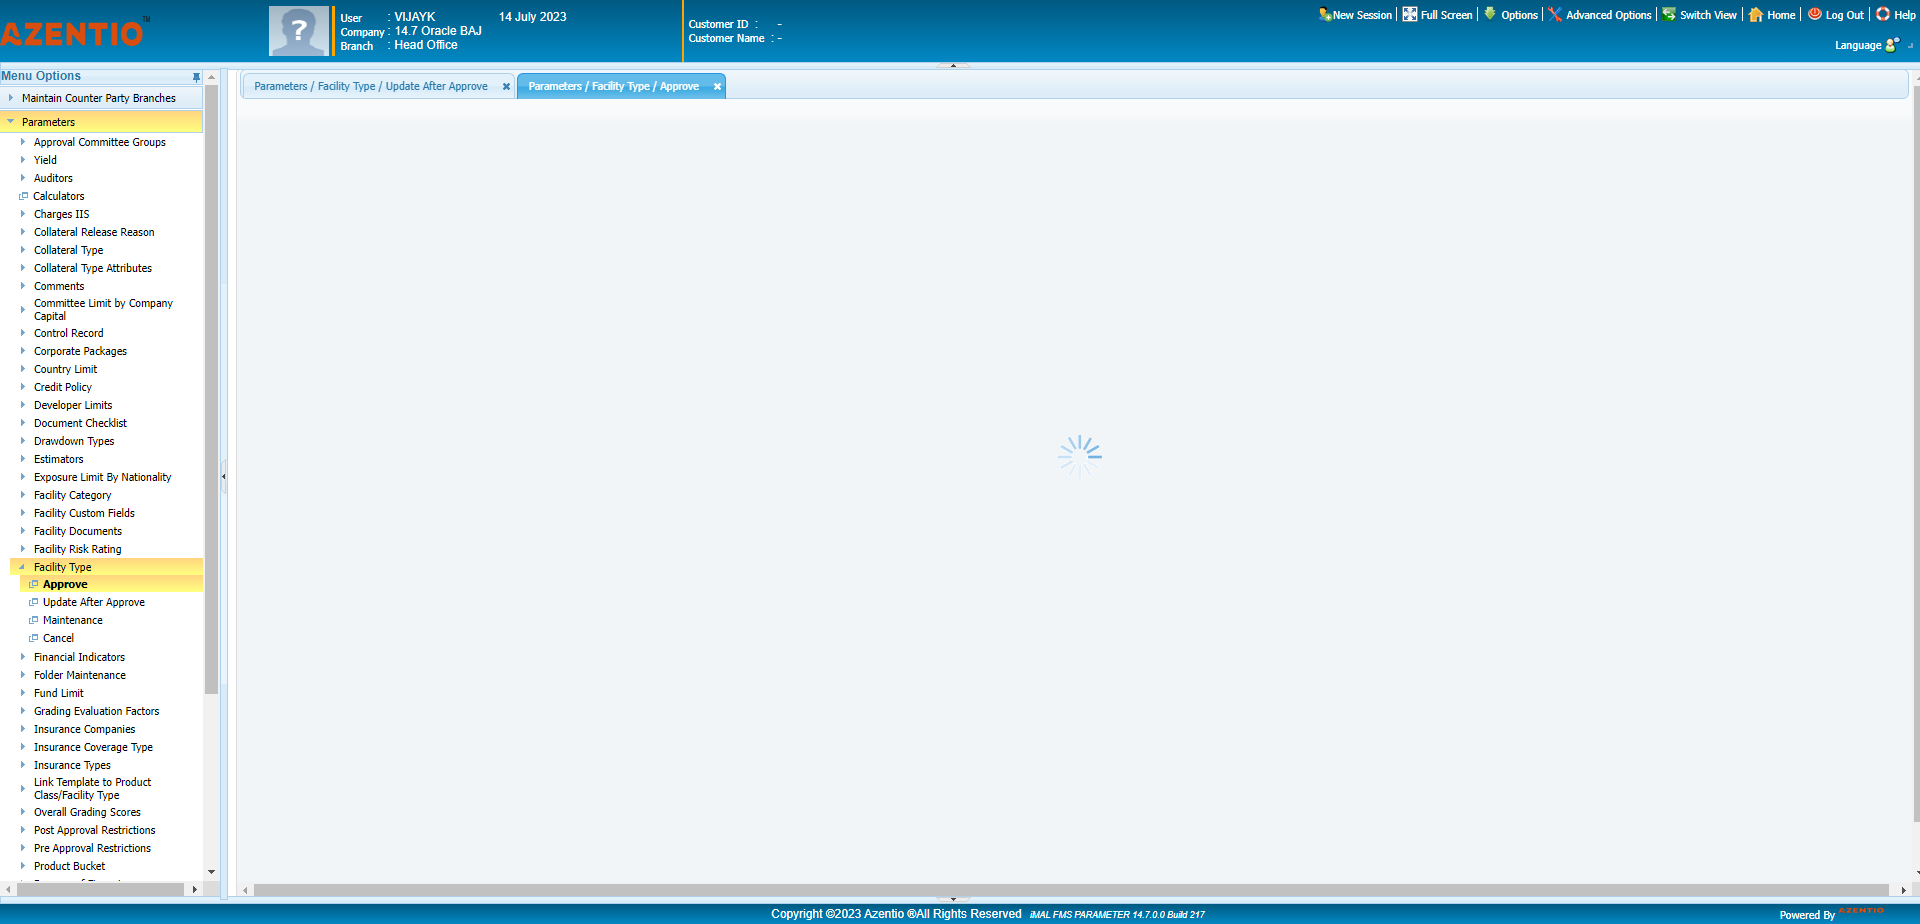 AZENTIO™
User : VIJAYK 14 July 2023
Company : 14.7 Oracle BAJ
Branch : Head Office
Customer ID : -
Customer Name : -
New Session Full Screen Options Advanced Options Switch View Home Log Out Help
Language
Menu Options
Maintain Counter Party Branches
Parameters
Approval Committee Groups
Yield
Auditors
Calculators
Charges IIS
Collateral Release Reason
Collateral Type
Collateral Type Attributes
Comments
Committee Limit by Company
Capital
Control Record
Corporate Packages
Country Limit
Credit Policy
Developer Limits
Document Checklist
Drawdown Types
Estimators
Exposure Limit By Nationality
Facility Category
Facility Custom Fields
Facility Documents
Facility Risk Rating
Facility Type
Approve
Update After Approve
Maintenance
Cancel
Financial Indicators
Folder Maintenance
Fund Limit
Grading Evaluation Factors
Insurance Companies
Insurance Coverage Type
Insurance Types
Link Template to Product
Class/Facility Type
Overall Grading Scores
Post Approval Restrictions
Pre Approval Restrictions
Product Bucket
Parameters / Facility Type / Update After Approve
Parameters / Facility Type / Approve
Copyright ©2023 Azentio ®All Rights Reserved iMAL FMS PARAMETER 14.7.0.0 Build 217
Powered By AZENTIO